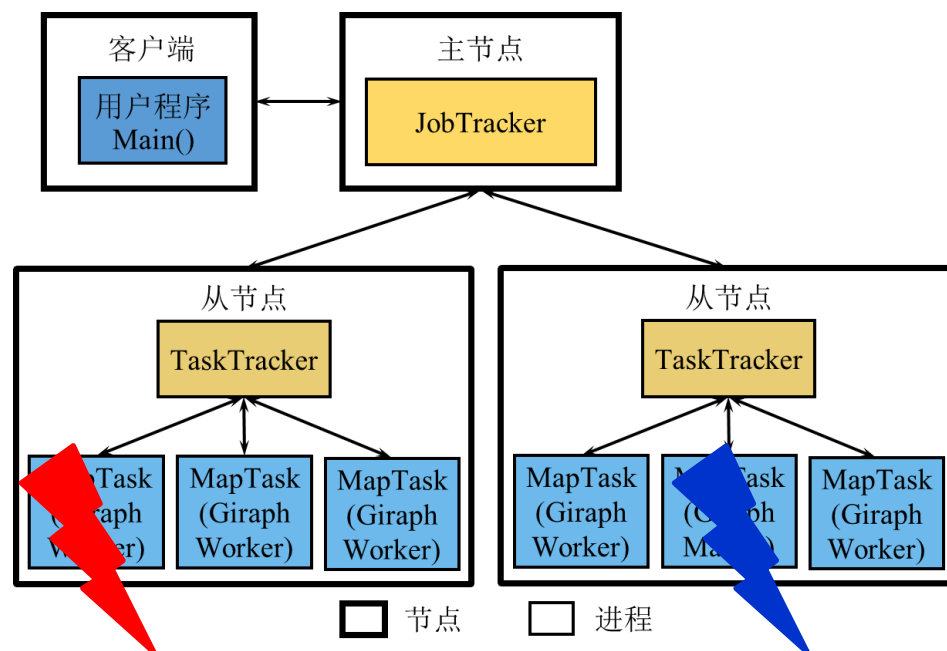 客户端
用户程序
Main()
主节点
JobTracker
从节点
TaskTracker
(
MapTask
(Giraph
Worker)
MapTask
(Giraph
Worker)
从节点
TaskTracker
MapTask
(Giraph
Worker)
MapTask
(Giraph
Worker)
节点
进程